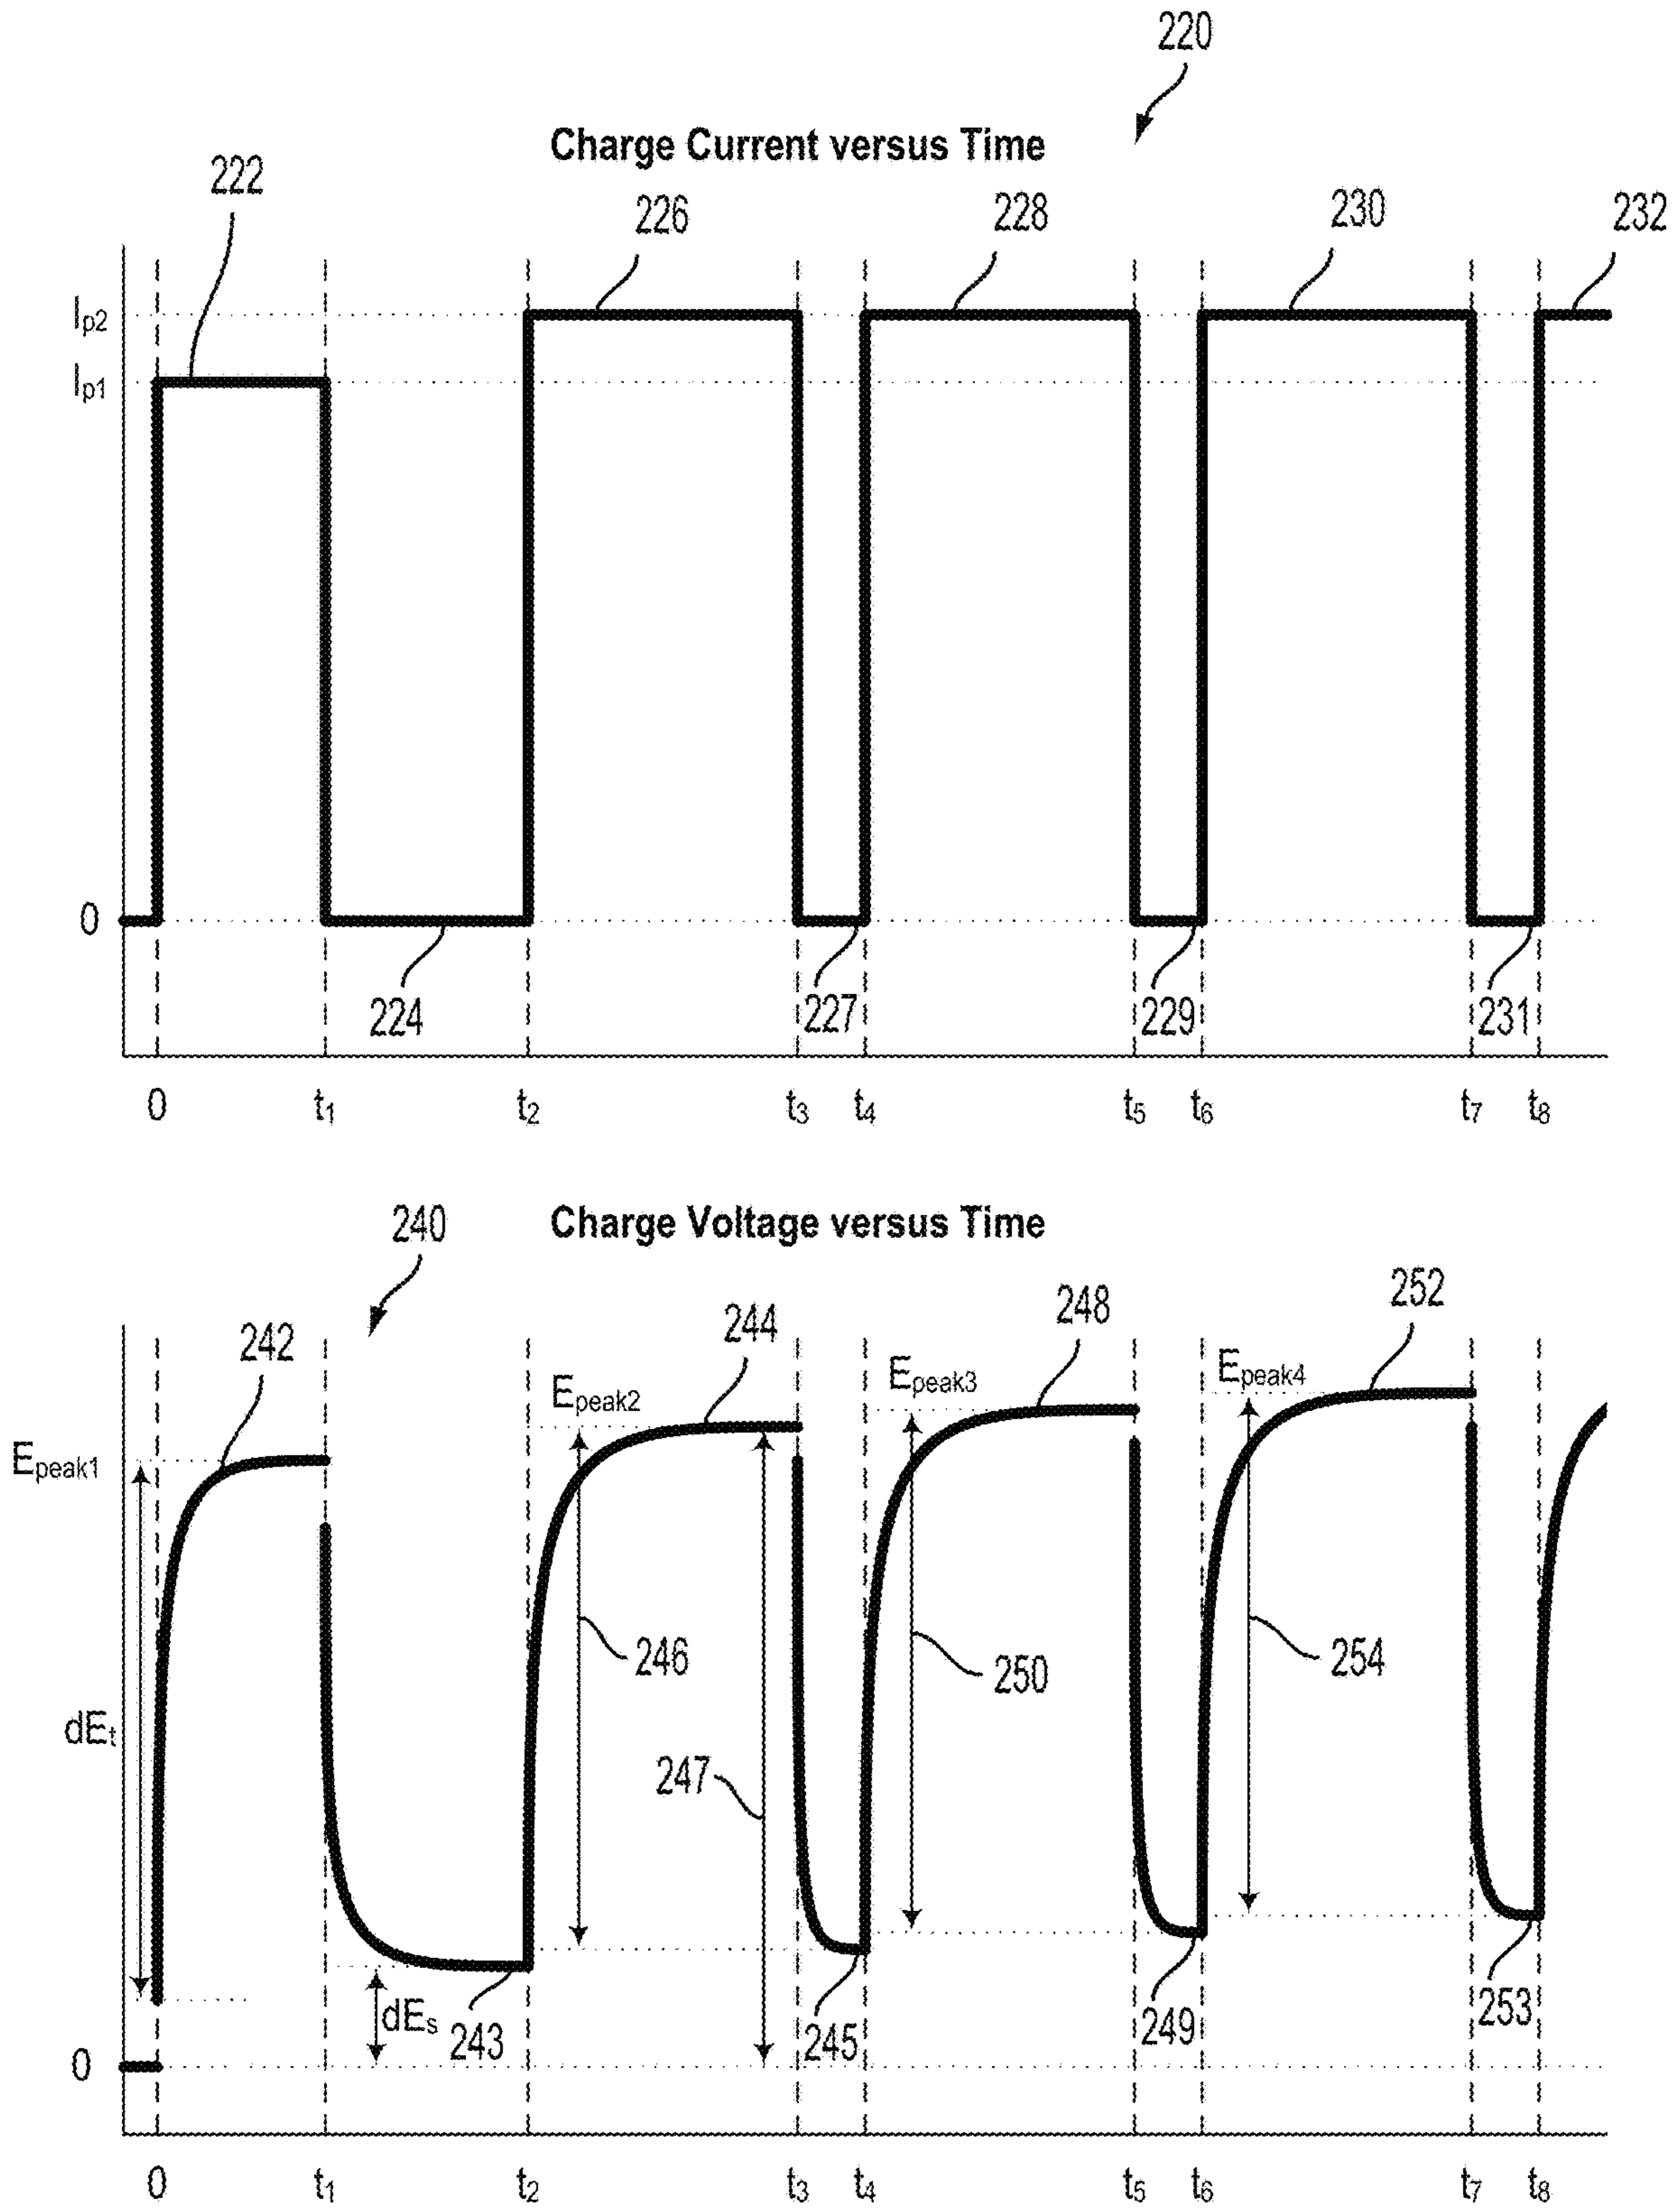 220
Charge Current versus Time
222
226
228
230
232
Ip2
Ip1
0
224
227
229
231
0 t1 t2 t3 t4 t5 t6 t7 t8
240
Charge Voltage versus Time
242
244
248
252
Epeak1
Epeak2
Epeak3
Epeak4
246
250
254
dEt
247
dEs
243
245
249
253
0
0 t1 t2 t3 t4 t5 t6 t7 t8